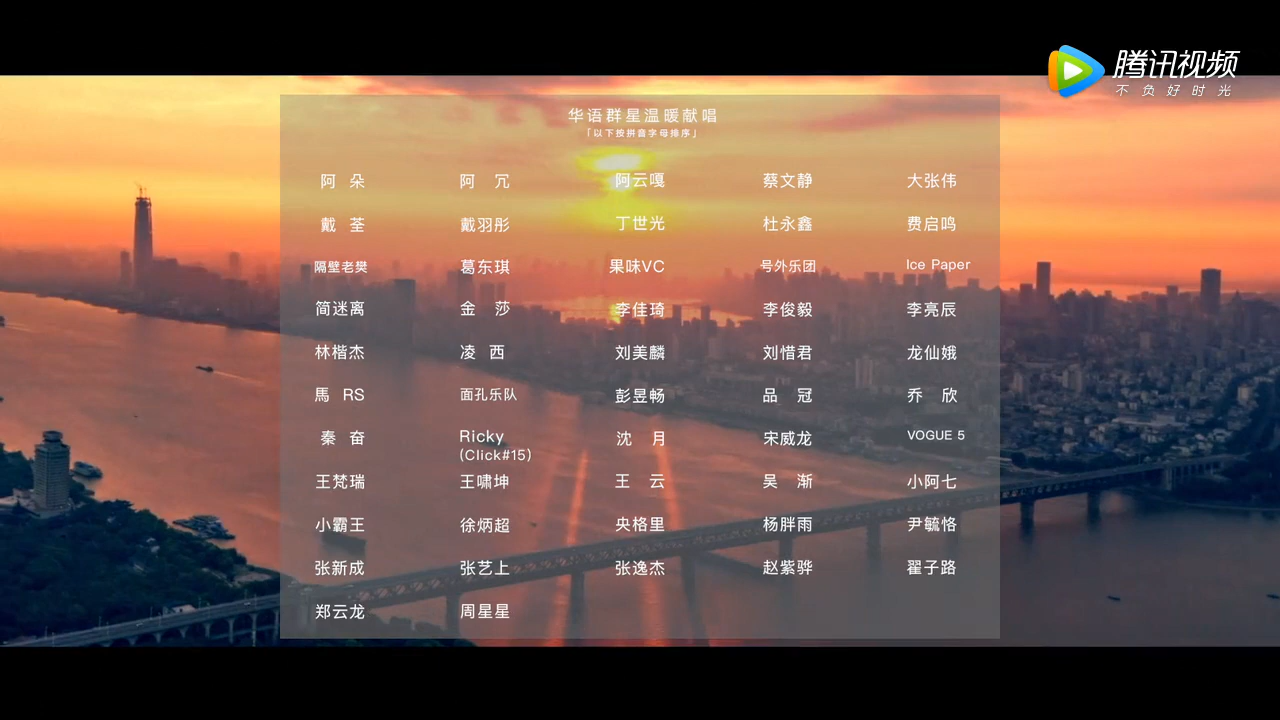 腾讯视频
不负好时光
华语群星温暖献唱
「以下按拼音字母排序」
阿朵 阿冗 阿云嘎 蔡文静 大张伟
戴荃 戴羽彤 丁世光 杜永鑫 费启鸣
隔壁老樊 葛东琪 果味VC 号外乐团 Ice Paper
简迷离 金莎 李佳琦 李俊毅 李亮辰
林楷杰 凌西 刘美麟 刘惜君 龙仙娥
馬RS 面孔乐队 彭昱畅 品冠 乔欣
秦奋 Ricky 沈月 宋威龙 VOGUE 5
(Click#15)
王梵瑞 王啸坤 王云 吴渐 小阿七
小霸王 徐炳超 央格里 杨胖雨 尹毓恪
张新成 张艺上 张逸杰 赵紫骅 翟子路
郑云龙 周星星